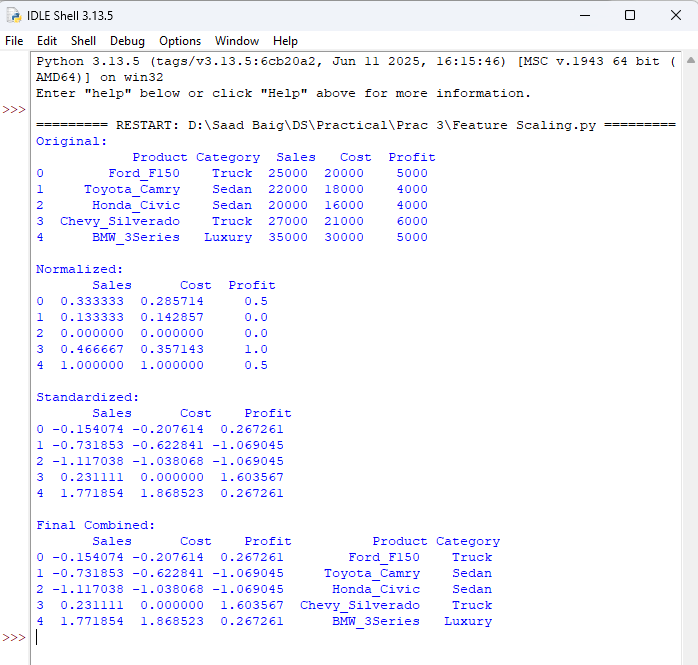 IDLE Shell 3.13.5
File Edit Shell Debug Options Window Help
Python 3.13.5 (tags/v3.13.5:6cb20a2, Jun 11 2025, 16:15:46) [MSC v.1943 64 bit (
AMD64)] on win32
Enter "help" below or click "Help" above for more information.
>>>
========= RESTART: D:\Saad Baig\DS\Practical\Prac 3\Feature Scaling.py =========
Original:
            Product Category  Sales   Cost  Profit
0        Ford_F150    Truck  25000  20000    5000
1     Toyota_Camry    Sedan  22000  18000    4000
2      Honda_Civic    Sedan  20000  16000    4000
3  Chevy_Silverado    Truck  27000  21000    6000
4      BMW_3Series   Luxury  35000  30000    5000
Normalized:
       Sales      Cost  Profit
0  0.333333  0.285714     0.5
1  0.133333  0.142857     0.0
2  0.000000  0.000000     0.0
3  0.466667  0.357143     1.0
4  1.000000  1.000000     0.5
Standardized:
       Sales      Cost    Profit
0 -0.154074 -0.207614  0.267261
1 -0.731853 -0.622841 -1.069045
2 -1.117038 -1.038068 -1.069045
3  0.231111  0.000000  1.603567
4  1.771854  1.868523  0.267261
Final Combined:
       Sales      Cost    Profit          Product Category
0 -0.154074 -0.207614  0.267261        Ford_F150    Truck
1 -0.731853 -0.622841 -1.069045     Toyota_Camry    Sedan
2 -1.117038 -1.038068 -1.069045      Honda_Civic    Sedan
3  0.231111  0.000000  1.603567  Chevy_Silverado    Truck
4  1.771854  1.868523  0.267261      BMW_3Series   Luxury
>>>